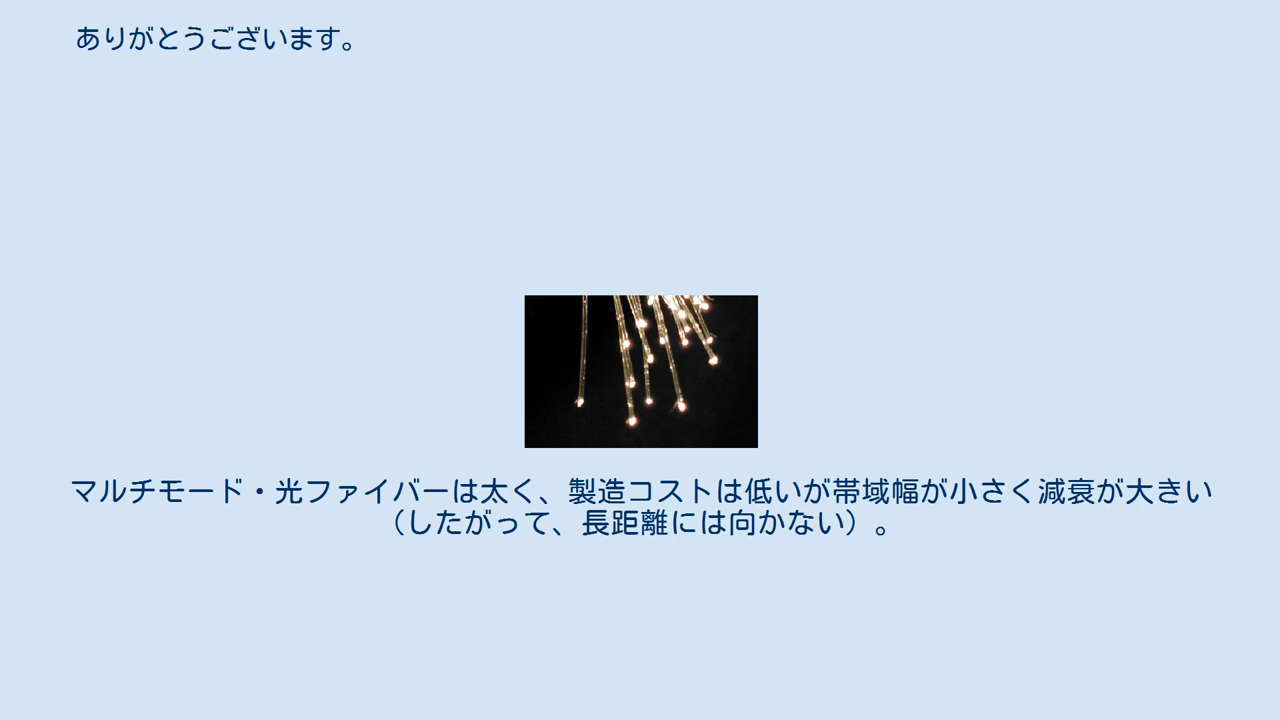 ありがとうございます。
マルチモード・光ファイバーは太く、製造コストは低いが帯域幅が小さく減衰が大きい
（したがって、長距離には向かない）。